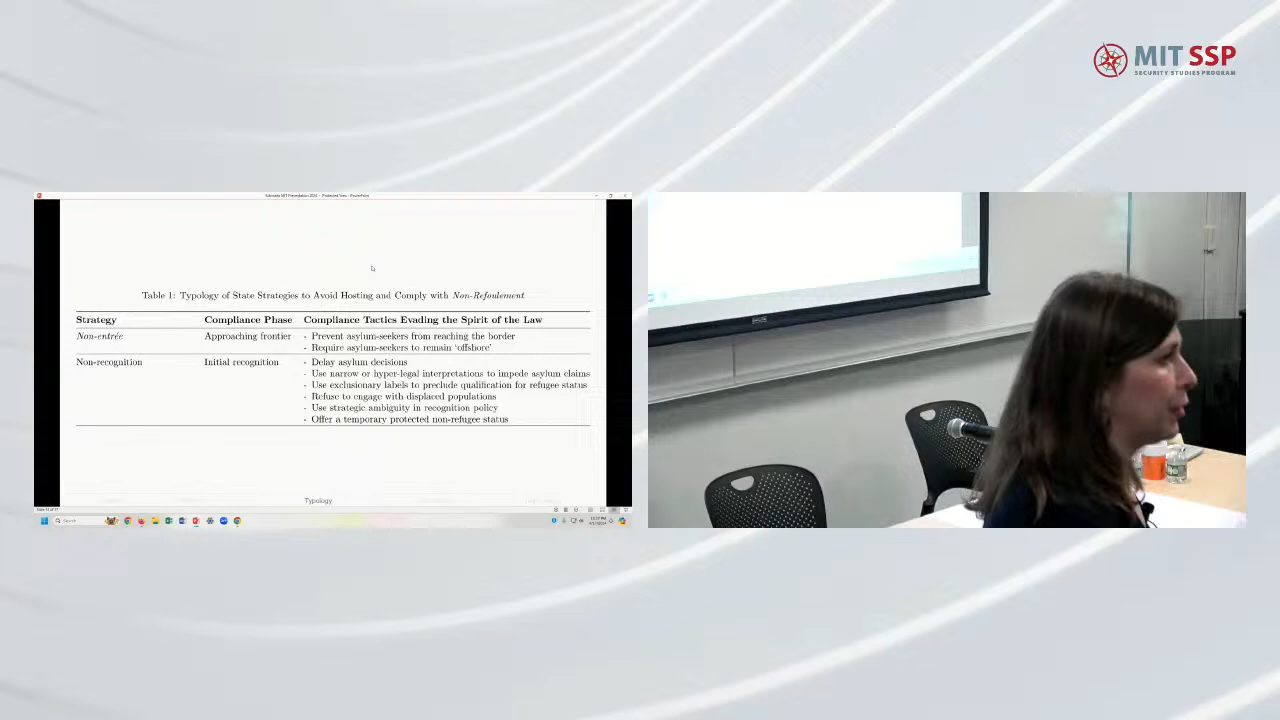 MIT SSP
SECURITY STUDIES PROGRAM
Table 1: Typology of State Strategies to Avoid Hosting and Comply with Non-Refoulement
Strategy Compliance Phase Compliance Tactics Evading the Spirit of the Law
Non-entrée Approaching frontier - Prevent asylum-seekers from reaching the border
- Require asylum-seekers to remain ‘offshore’
Non-recognition Initial recognition - Delay asylum decisions
- Use narrow or hyper-legal interpretations to impede asylum claims
- Use exclusionary labels to preclude qualification for refugee status
- Refuse to engage with displaced populations
- Use strategic ambiguity in recognition policy
- Offer a temporary protected non-refugee status
Typology
Search